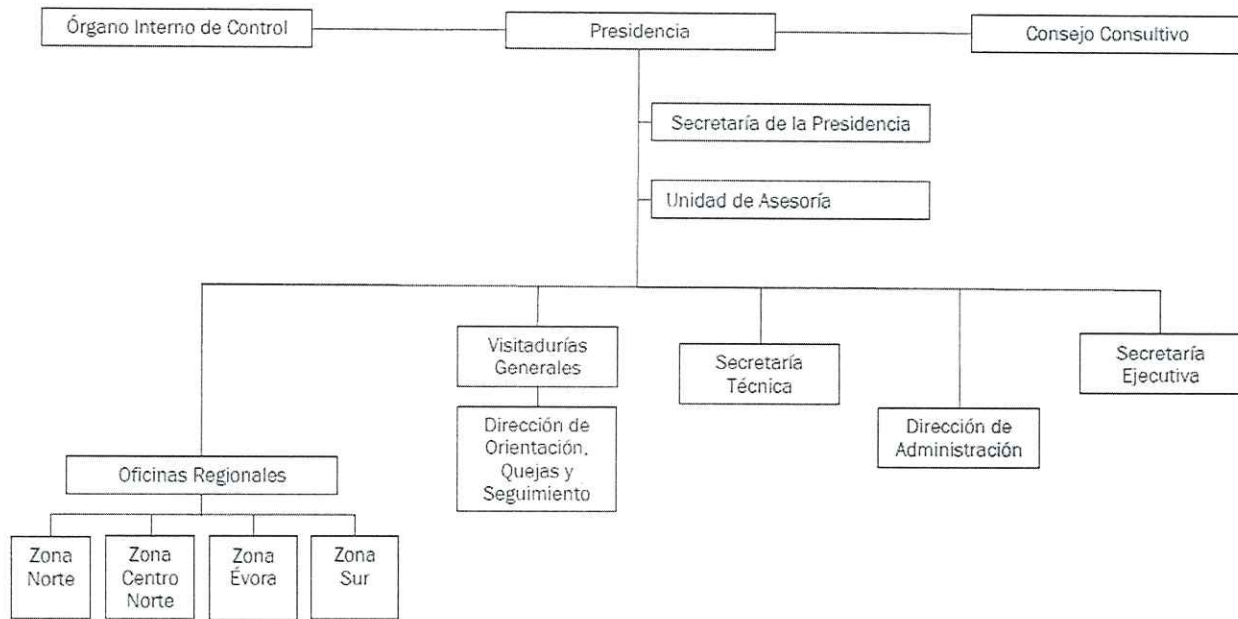 Órgano Interno de Control
Presidencia
Consejo Consultivo
Secretaría de la Presidencia
Unidad de Asesoría
Visitadurías
Generales
Secretaría
Técnica
Secretaría
Ejecutiva
Dirección de
Orientación,
Quejas y
Seguimiento
Dirección de
Administración
Oficinas Regionales
Zona
Norte
Zona
Centro
Norte
Zona
Évora
Zona
Sur